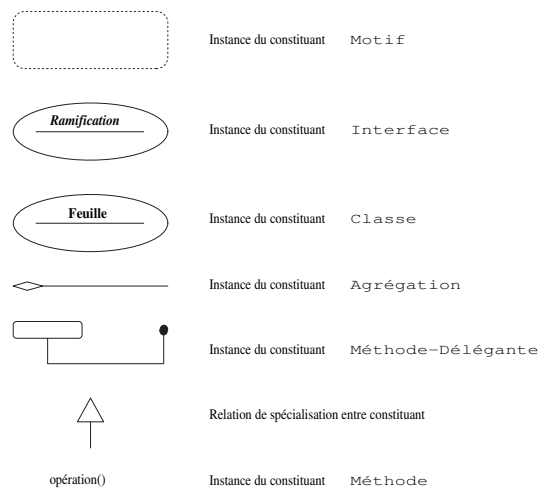 Instance du constituant Motif
Ramification
Instance du constituant Interface
Feuille
Instance du constituant Classe
Instance du constituant Agrégation
Instance du constituant Méthode-Délégante
Relation de spécialisation entre constituant
opération() Instance du constituant Méthode